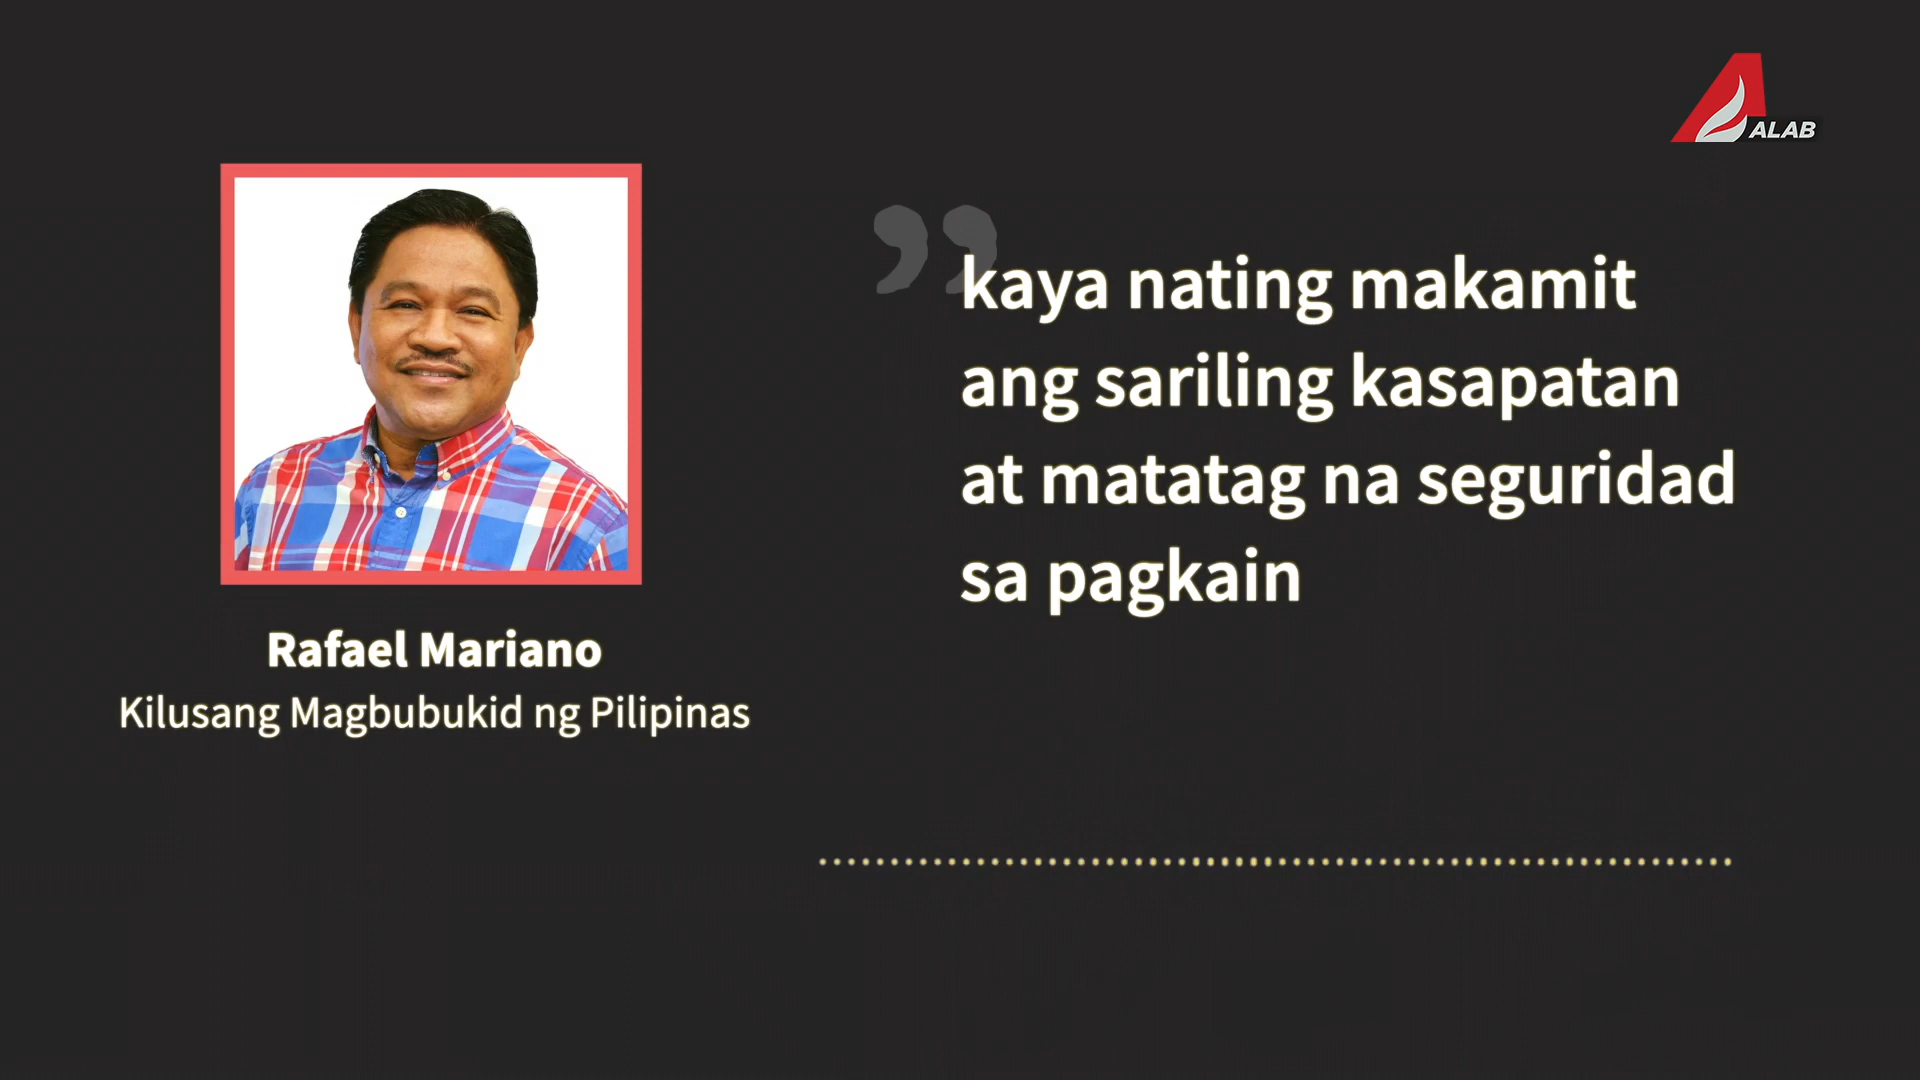 ALAB
kaya nating makamit
ang sariling kasapatan
at matatag na seguridad
sa pagkain
Rafael Mariano
Kilusang Magbubukid ng Pilipinas